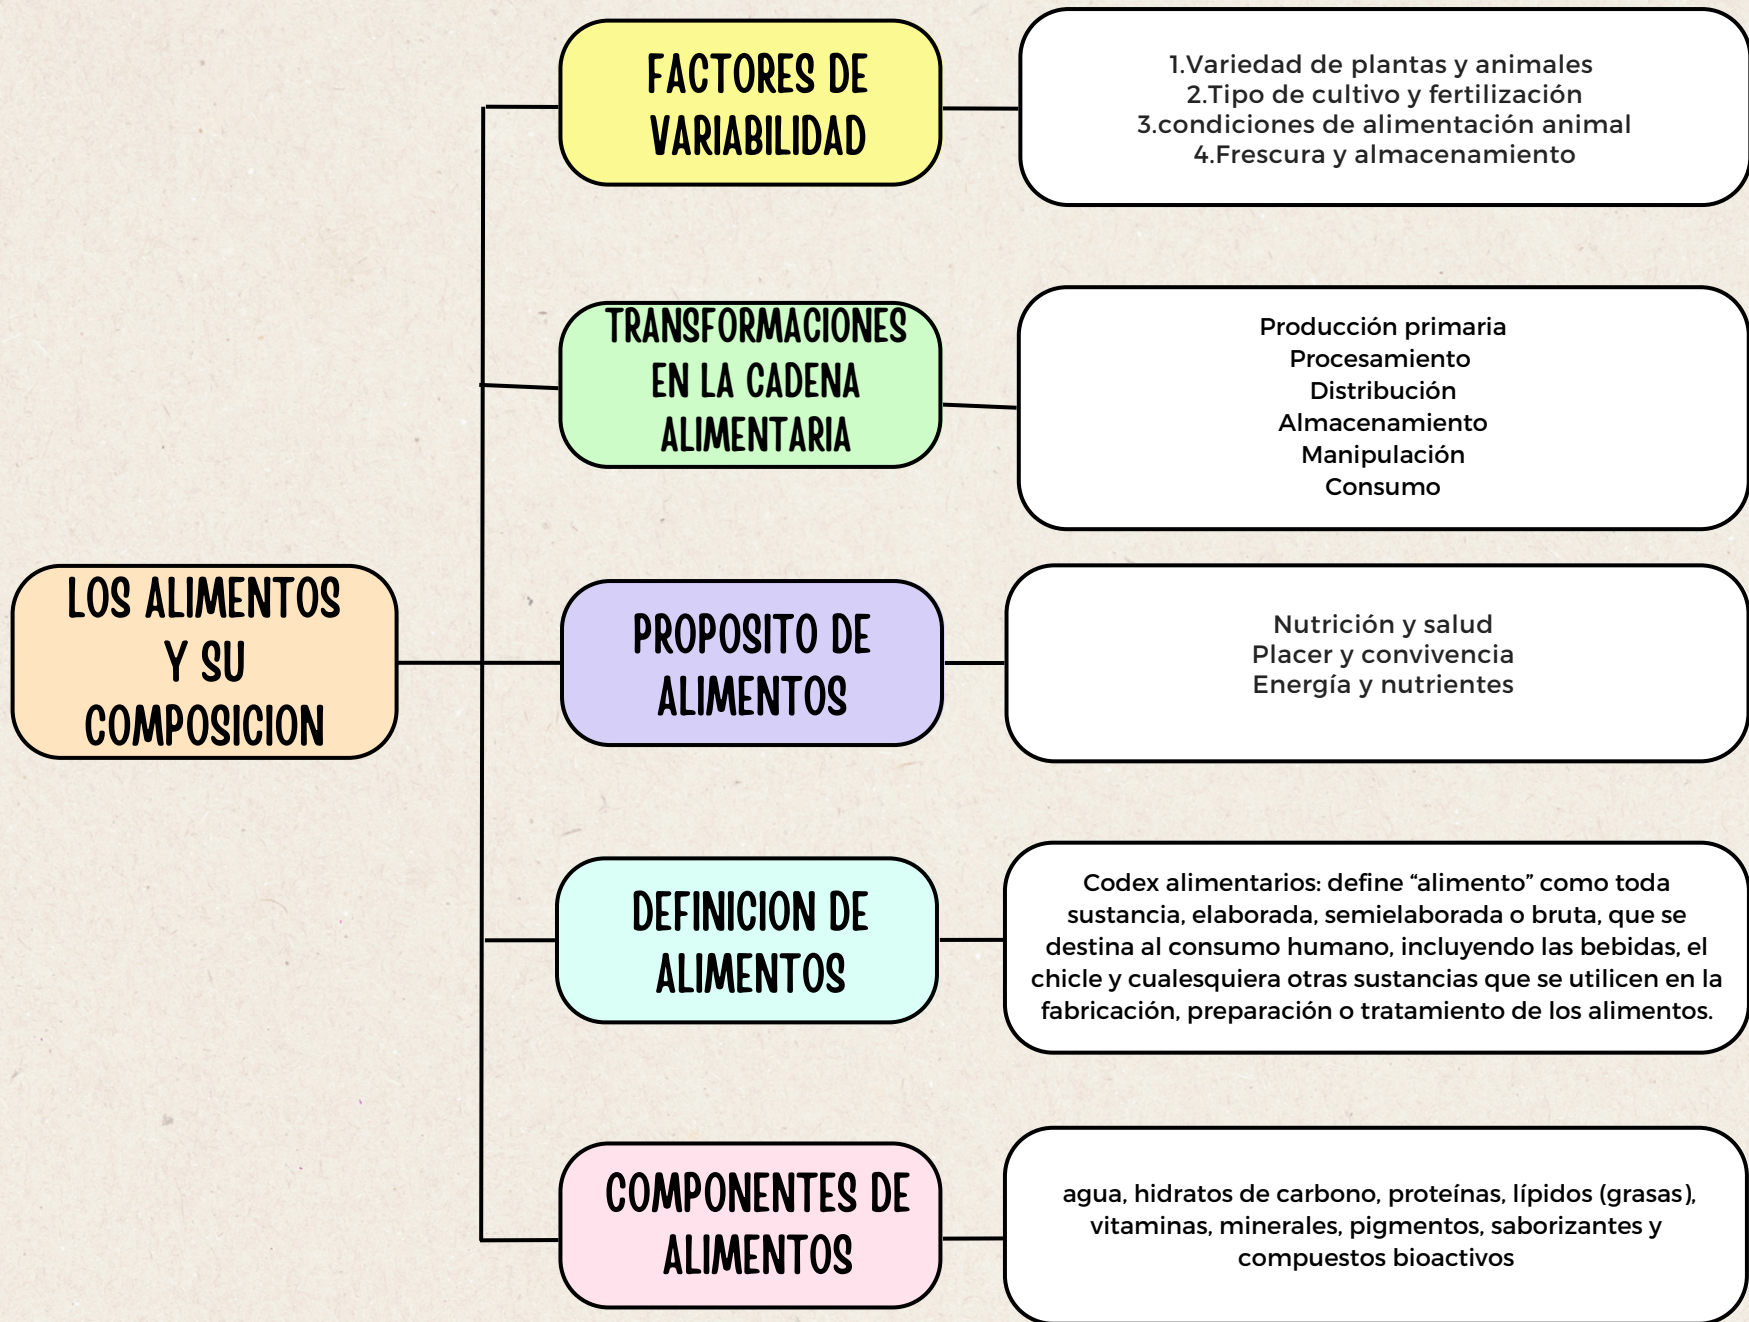 LOS ALIMENTOS
Y SU
COMPOSICION
FACTORES DE
VARIABILIDAD
1.Variedad de plantas y animales
2.Tipo de cultivo y fertilización
3.condiciones de alimentación animal
4.Frescura y almacenamiento
TRANSFORMACIONES
EN LA CADENA
ALIMENTARIA
Producción primaria
Procesamiento
Distribución
Almacenamiento
Manipulación
Consumo
PROPOSITO DE
ALIMENTOS
Nutrición y salud
Placer y convivencia
Energía y nutrientes
DEFINICION DE
ALIMENTOS
Codex alimentarios: define “alimento” como toda
sustancia, elaborada, semielaborada o bruta, que se
destina al consumo humano, incluyendo las bebidas, el
chicle y cualesquiera otras sustancias que se utilicen en la
fabricación, preparación o tratamiento de los alimentos.
COMPONENTES DE
ALIMENTOS
agua, hidratos de carbono, proteínas, lípidos (grasas),
vitaminas, minerales, pigmentos, saborizantes y
compuestos bioactivos